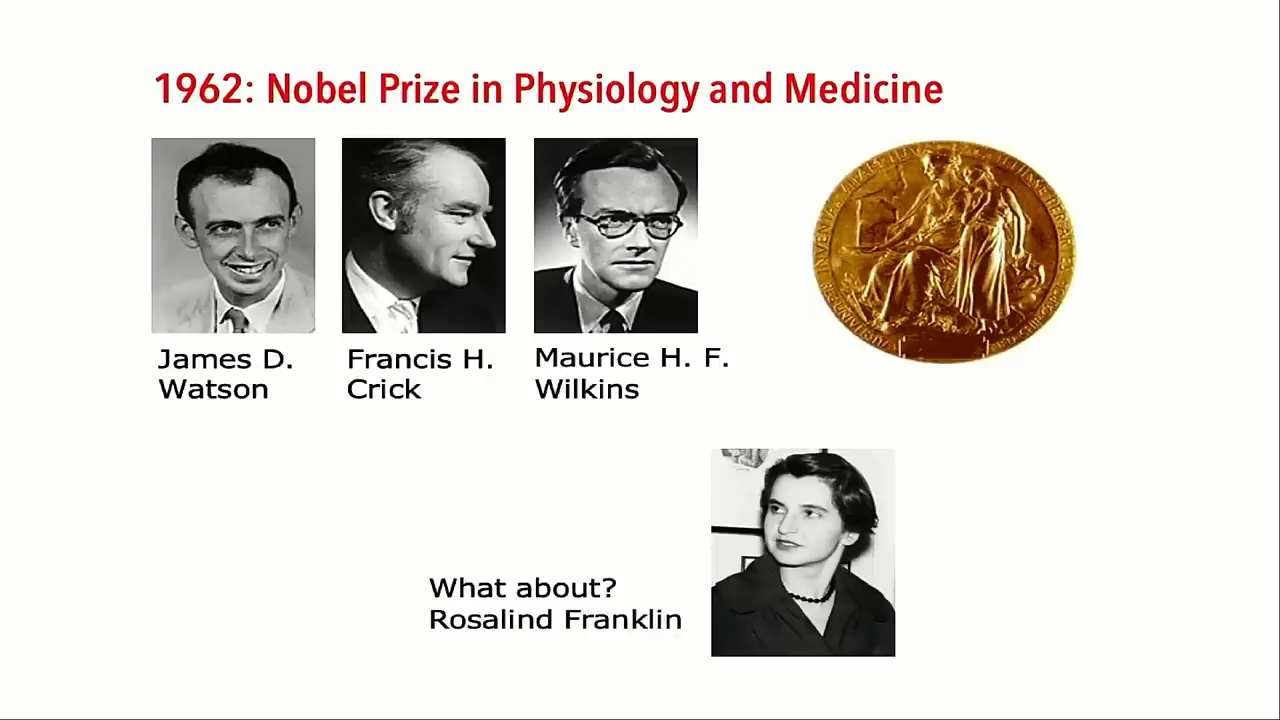 1962: Nobel Prize in Physiology and Medicine
James D.
Watson
Francis H.
Crick
Maurice H. F.
Wilkins
What about?
Rosalind Franklin